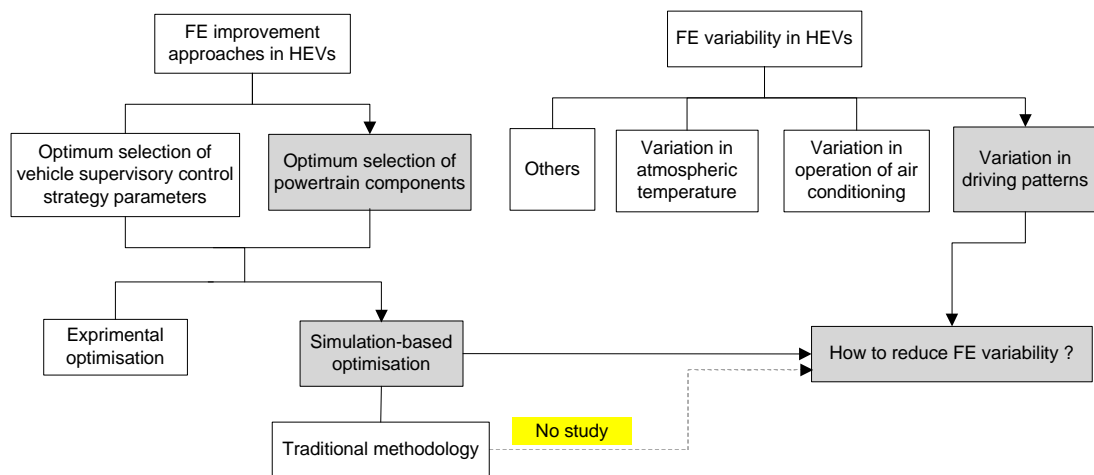 FE improvement
approaches in HEVs
FE variability in HEVs
Optimum selection of
vehicle supervisory control
strategy parameters
Optimum selection of
powertrain components
Others
Variation in
atmospheric
temperature
Variation in
operation of air
conditioning
Variation in
driving patterns
Exprimental
optimisation
Simulation-based
optimisation
How to reduce FE variability ?
No study
Traditional methodology